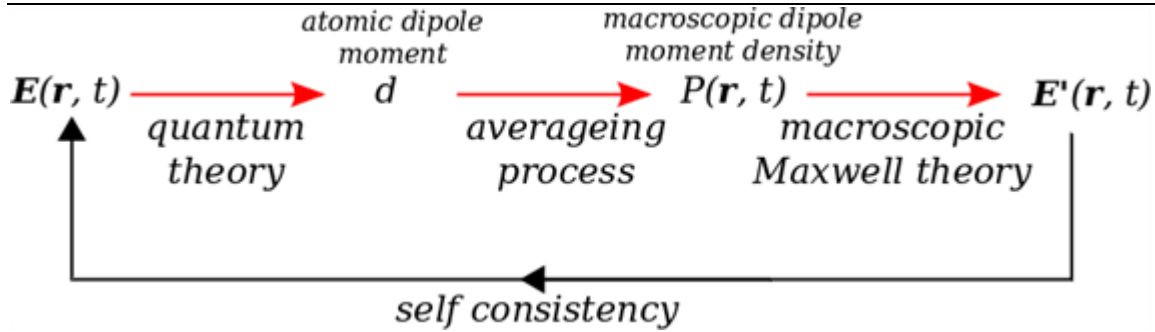 atomic dipole
moment
macroscopic dipole
moment density
E(r, t)
d
P(r, t)
E'(r, t)
quantum
theory
averageing
process
macroscopic
Maxwell theory
self consistency